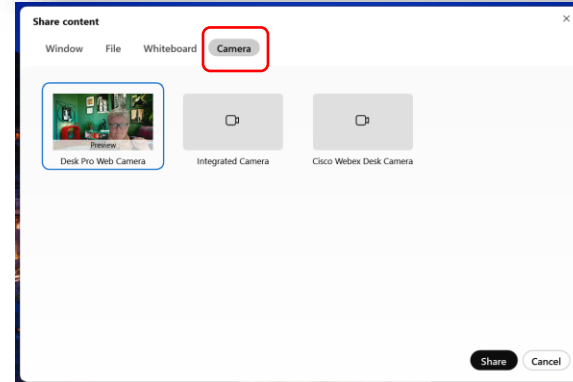 Share content
Window File Whiteboard Camera
Preview
Desk Pro Web Camera Integrated Camera Cisco Webex Desk Camera
Share Cancel